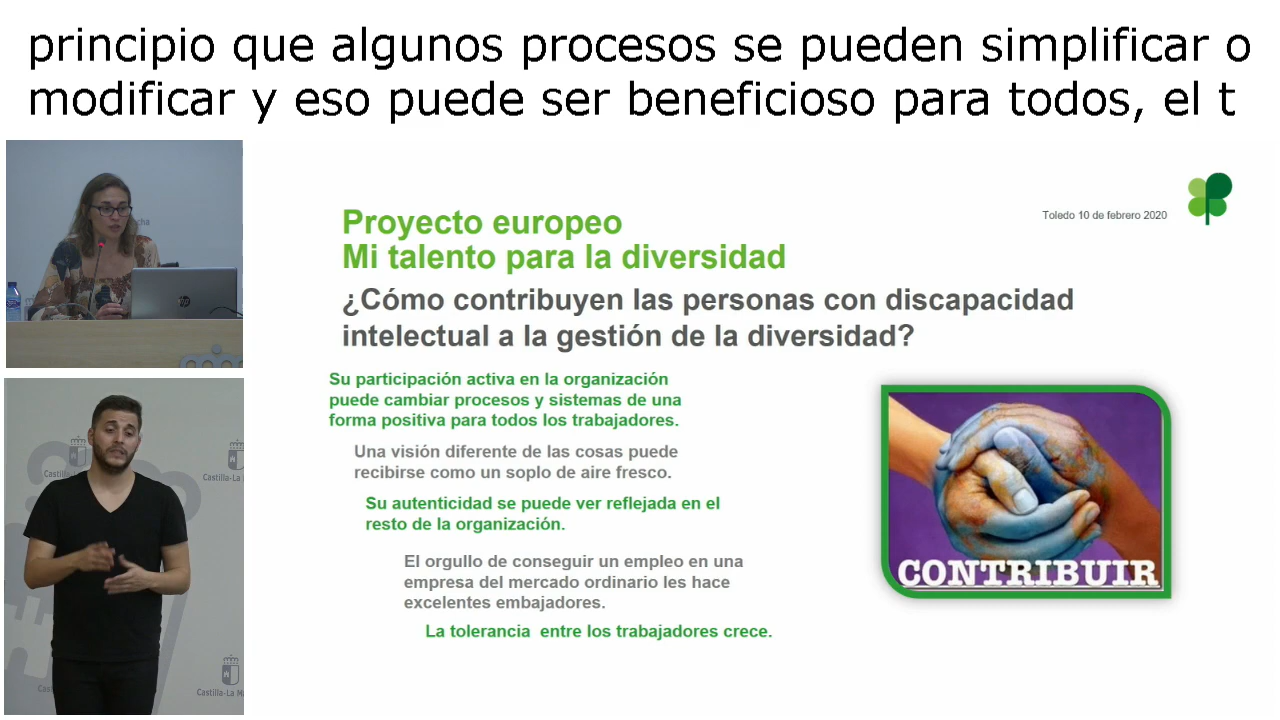 principio que algunos procesos se pueden simplificar o
modificar y eso puede ser beneficioso para todos, el t
Toledo 10 de febrero 2020
Proyecto europeo
Mi talento para la diversidad
¿Cómo contribuyen las personas con discapacidad
intelectual a la gestión de la diversidad?
Su participación activa en la organización
puede cambiar procesos y sistemas de una
forma positiva para todos los trabajadores.
Una visión diferente de las cosas puede
recibirse como un soplo de aire fresco.
Su autenticidad se puede ver reflejada en el
resto de la organización.
El orgullo de conseguir un empleo en una
empresa del mercado ordinario les hace
excelentes embajadores.
La tolerancia entre los trabajadores crece.
CONTRIBUIR
hp
Castilla-La M
Castilla-La M